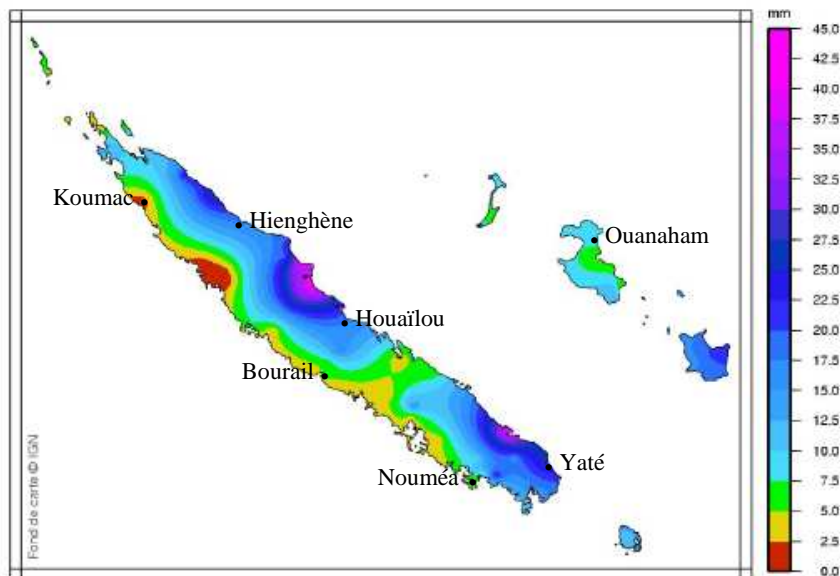 mm
45.0
42.5
40.0
37.5
35.0
32.5
30.0
27.5
25.0
22.5
20.0
17.5
15.0
12.5
10.0
7.5
5.0
2.5
0.0
Koumac
Hienghène
Ouanaham
Houaïlou
Bourail
Yaté
Nouméa
Fond de carte © IGN